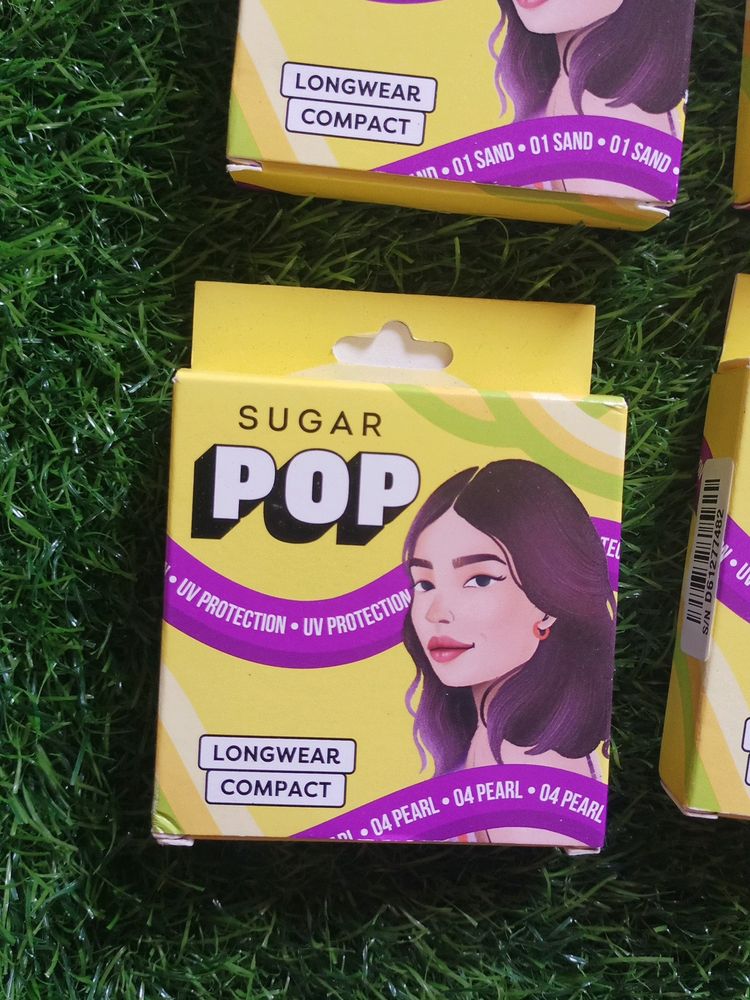 LONGWEAR
COMPACT
01 SAND • 01 SAND • 01 SAND •
SUGAR
POP
• UV PROTECTION • UV PROTECTION
LONGWEAR
COMPACT
• 04 PEARL • 04 PEARL • 04 PEARL
S/N D61277482